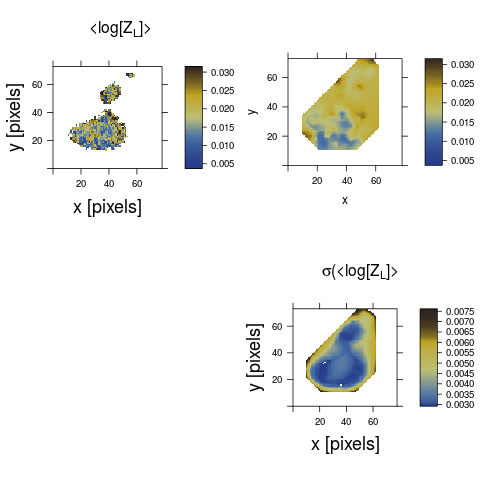 <log[Z_L]>
60
40
20
20 40 60
x [pixels]
y [pixels]
0.030
0.025
0.020
0.015
0.010
0.005
60
40
20
20 40 60
x
y
0.030
0.025
0.020
0.015
0.010
0.005
σ(<log[Z_L]>
60
40
20
20 40 60
x [pixels]
y [pixels]
0.0075
0.0070
0.0065
0.0060
0.0055
0.0050
0.0045
0.0040
0.0035
0.0030